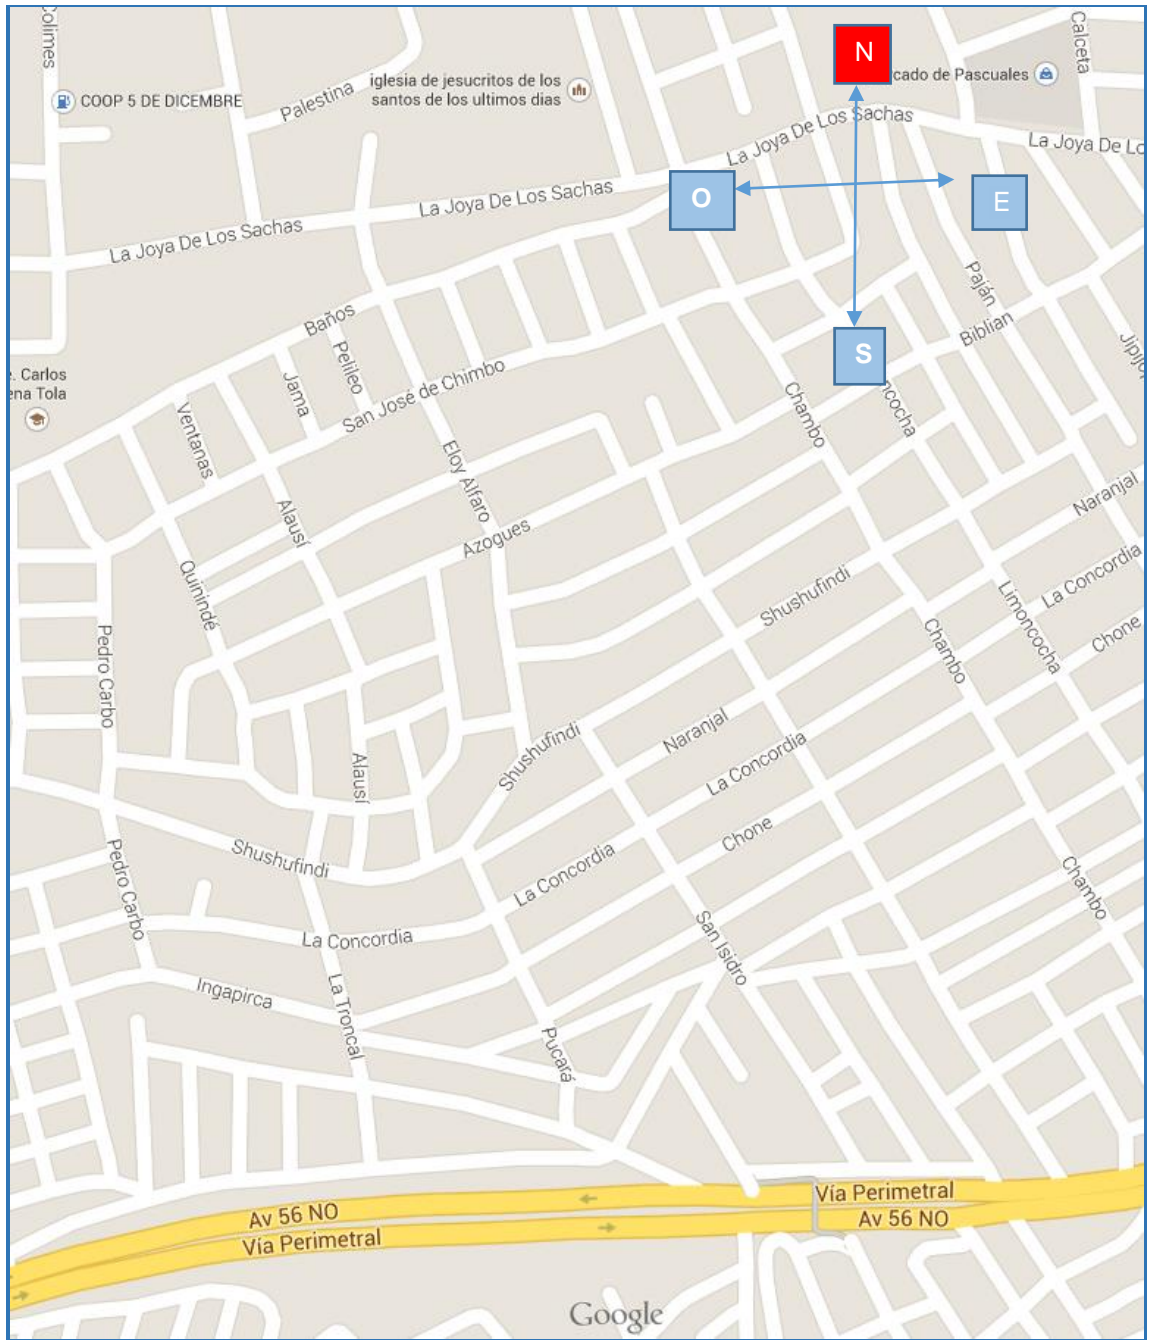 Colimes
Calceta
N
cado de Pascuales
iglesia de jesucritos de los
santos de los ultimos dias
COOP 5 DE DICEMBRE
Palestina
La Joya De Los Sachas
La Joya De Lo
La Joya De Los Sachas
O
E
La Joya De Los Sachas
Paján
Baños
Biblian
S
Pelileo
Jama
San José de Chimbo
. Carlos
ena Tola
Ventanas
Chambo
ncocha
Eloy Alfaro
Naranjal
Alausí
Azogues
La Concordia
Quinindé
Shushufindi
Limoncocha
Chone
Pedro Carbo
Chambo
Naranjal
Shushufindi
La Concordia
Alausí
Chone
Shushufindi
La Concordia
Pedro Carbo
Chambo
San Isidro
La Concordia
Ingapirca
La Troncal
Pucará
Vía Perimetral
Av 56 NO
Av 56 NO
Vía Perimetral
Google